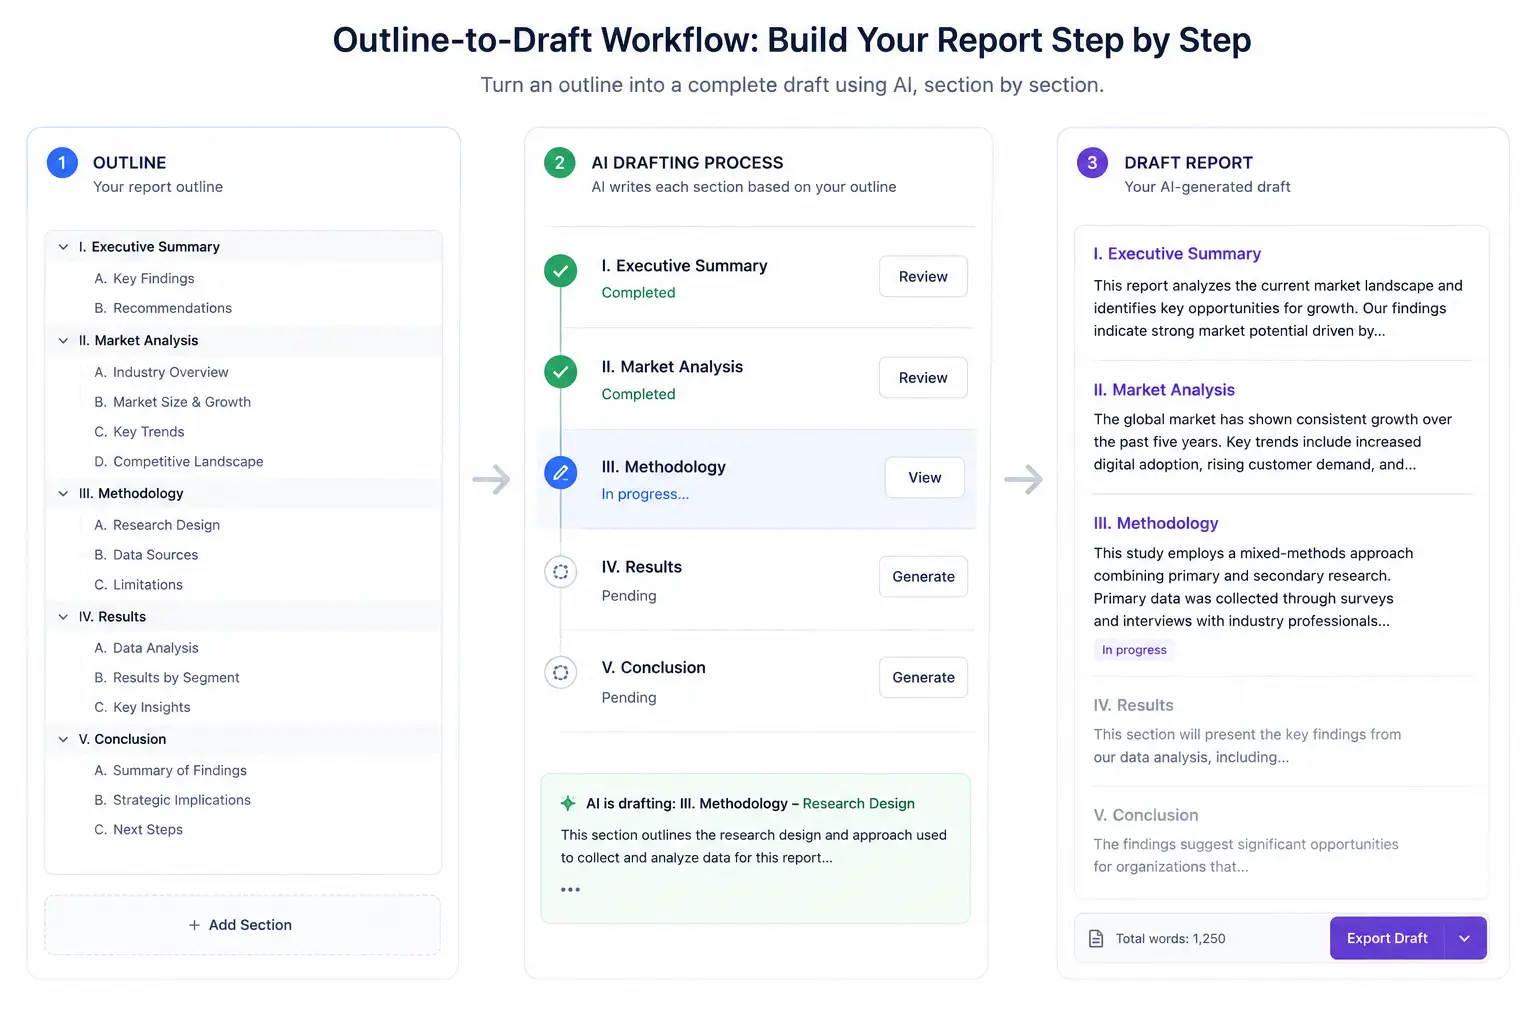 Outline-to-Draft Workflow: Build Your Report Step by Step
Turn an outline into a complete draft using AI, section by section.
1 OUTLINE
Your report outline
I. Executive Summary
A. Key Findings
B. Recommendations
II. Market Analysis
A. Industry Overview
B. Market Size & Growth
C. Key Trends
D. Competitive Landscape
III. Methodology
A. Research Design
B. Data Sources
C. Limitations
IV. Results
A. Data Analysis
B. Results by Segment
C. Key Insights
V. Conclusion
A. Summary of Findings
B. Strategic Implications
C. Next Steps
+ Add Section
2 AI DRAFTING PROCESS
AI writes each section based on your outline
I. Executive Summary
Completed
Review
II. Market Analysis
Completed
Review
III. Methodology
In progress...
View
IV. Results
Pending
Generate
V. Conclusion
Pending
Generate
AI is drafting: III. Methodology – Research Design
This section outlines the research design and approach used
to collect and analyze data for this report...
•••
3 DRAFT REPORT
Your AI-generated draft
I. Executive Summary
This report analyzes the current market landscape and
identifies key opportunities for growth. Our findings
indicate strong market potential driven by...
II. Market Analysis
The global market has shown consistent growth over
the past five years. Key trends include increased
digital adoption, rising customer demand, and...
III. Methodology
This study employs a mixed-methods approach
combining primary and secondary research.
Primary data was collected through surveys
and interviews with industry professionals...
In progress
IV. Results
This section will present the key findings from
our data analysis, including...
V. Conclusion
The findings suggest significant opportunities
for organizations that...
Total words: 1,250
Export Draft